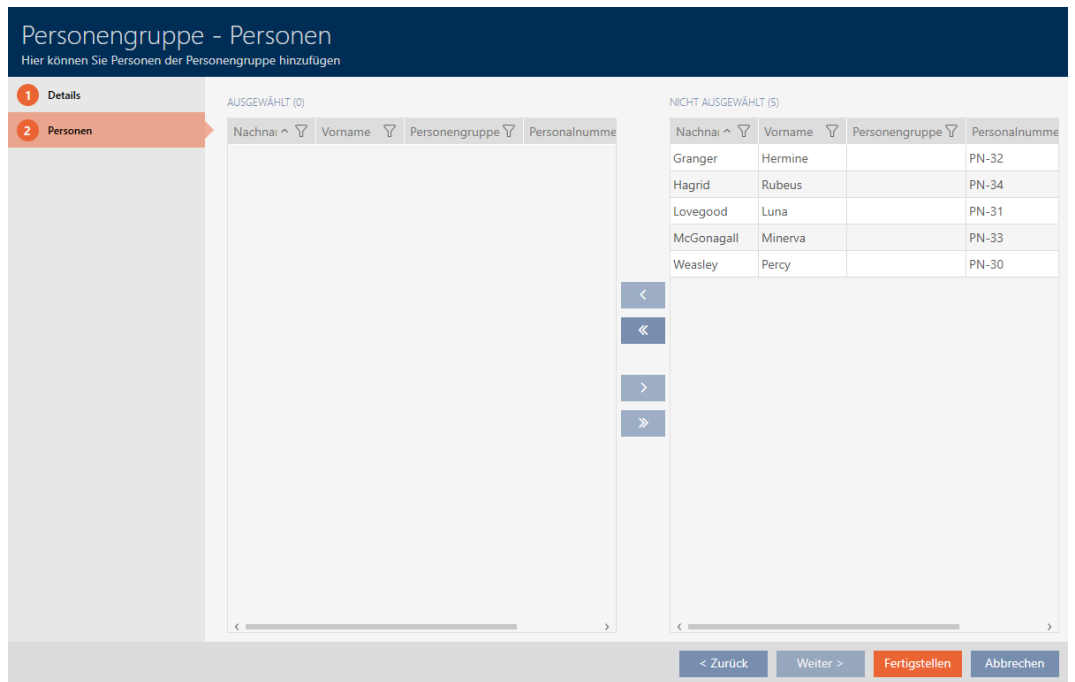 Personengruppe - Personen
Hier können Sie Personen der Personengruppe hinzufügen
1 Details
2 Personen
AUSGEWÄHLT (0)
Nachnai Vorname Personengruppe Personalnumme
NICHT AUSGEWÄHLT (5)
Nachnai Vorname Personengruppe Personalnumme
Granger Hermine PN-32
Hagrid Rubeus PN-34
Lovegood Luna PN-31
McGonagall Minerva PN-33
Weasley Percy PN-30
< Zurück Weiter > Fertigstellen Abbrechen